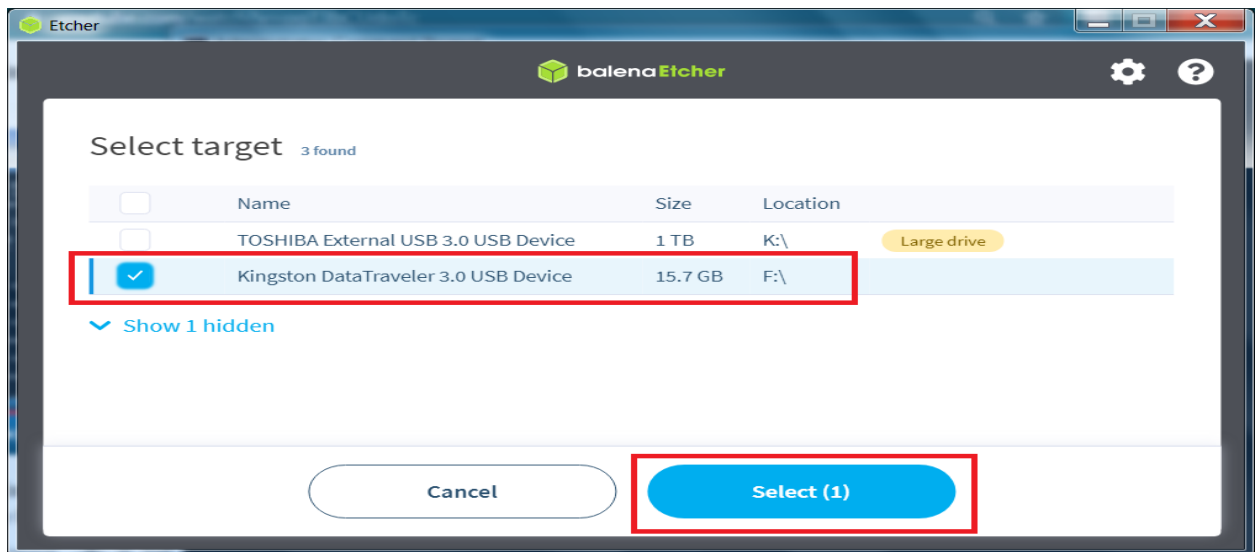 Etcher
balenaEtcher
Select target 3 found
Name Size Location
TOSHIBA External USB 3.0 USB Device 1 TB K:\ Large drive
Kingston DataTraveler 3.0 USB Device 15.7 GB F:\
Show 1 hidden
Cancel Select (1)